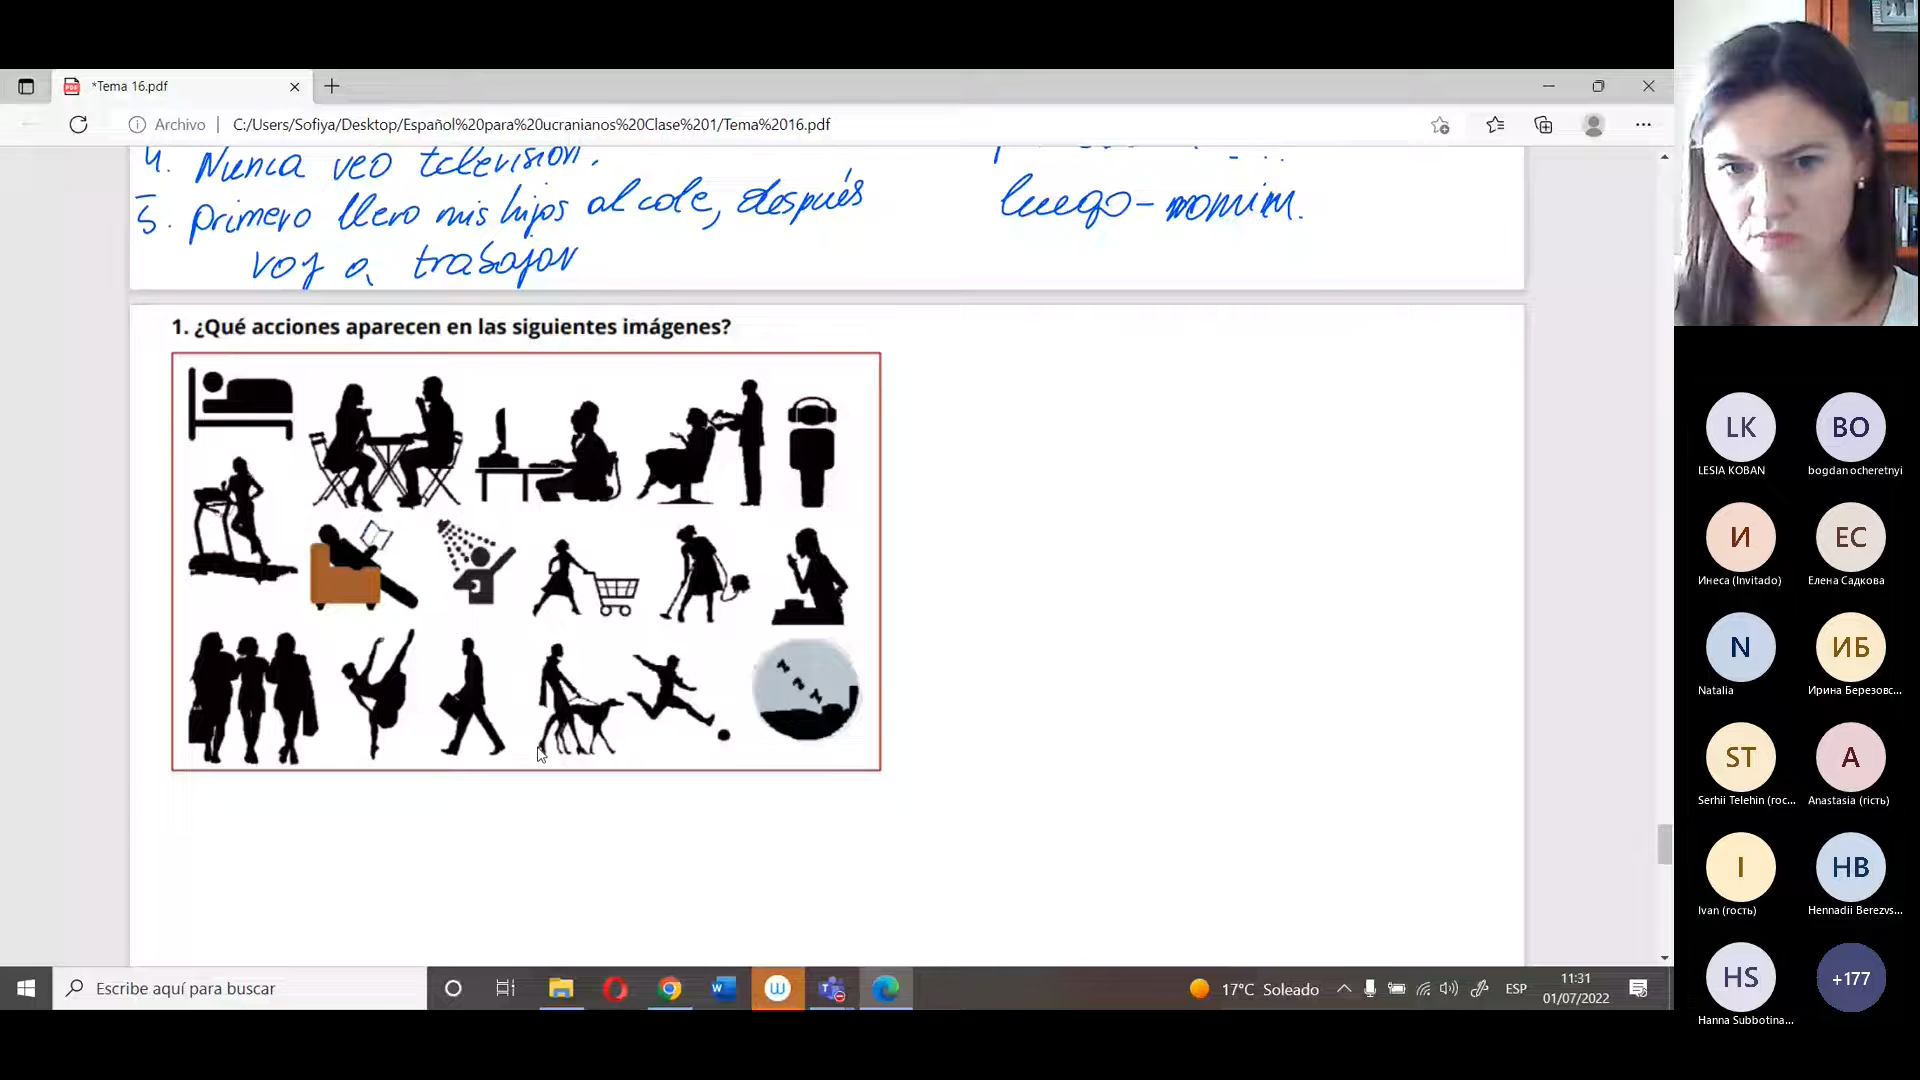 *Tema 16.pdf
Archivo
C:/Users/Sofiya/Desktop/Español%20para%20ucranianos%20Clase%201/Tema%2016.pdf
4. Nunca veo televisión.
5. primero llevo mis hijos al cole, después
voy a trabajar
luego - потім.
1. ¿Qué acciones aparecen en las siguientes imágenes?
LK
BO
LESIA KOBAN
bogdan ocheretnyi
И
ЕС
Инеса (Invitado)
Елена Садкова
N
ИБ
Natalia
Ирина Березовс...
ST
A
Serhii Telehin (гос...
Anastasia (гість)
I
HB
Ivan (гость)
Hennadii Berezvs...
HS
+177
Hanna Subbotina...
Escribe aquí para buscar
17°C Soleado
ESP
11:31
01/07/2022